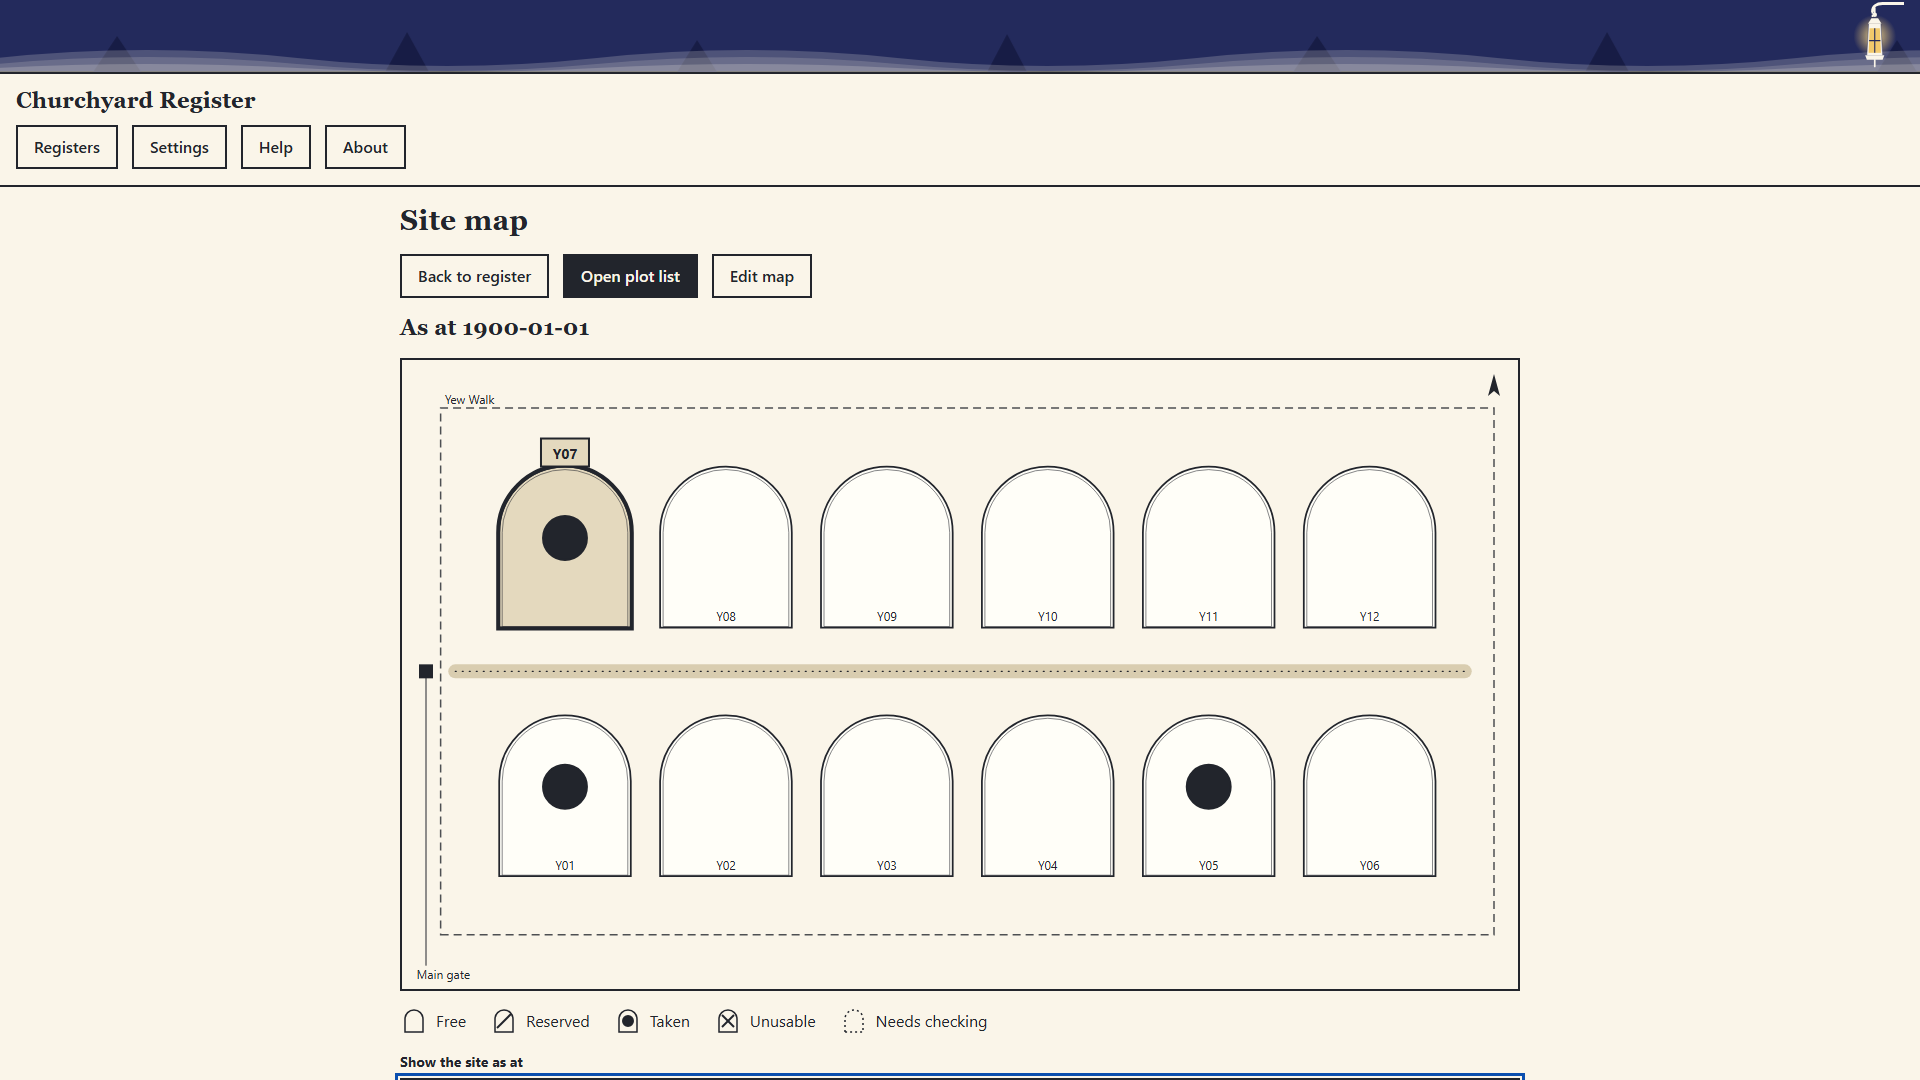 Churchyard Register
Registers Settings Help About
Site map
Back to register Open plot list Edit map
As at 1900-01-01
Yew Walk
Y07
Y08 Y09 Y10 Y11 Y12
Y01 Y02 Y03 Y04 Y05 Y06
Main gate
Free Reserved Taken Unusable Needs checking
Show the site as at